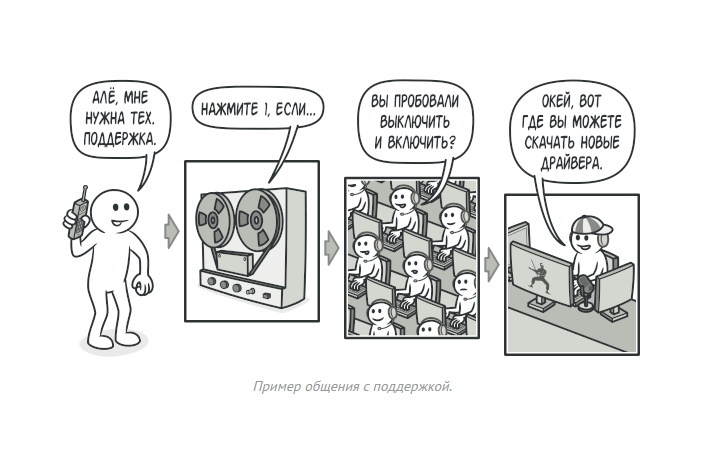 АЛЁ, МНЕ
НУЖНА ТЕХ.
ПОДДЕРЖКА.
НАЖМИТЕ 1, ЕСЛИ...
ВЫ ПРОБОВАЛИ
ВЫКЛЮЧИТЬ
И ВКЛЮЧИТЬ?
ОКЕЙ, ВОТ
ГДЕ ВЫ МОЖЕТЕ
СКАЧАТЬ НОВЫЕ
ДРАЙВЕРА.
Пример общения с поддержкой.